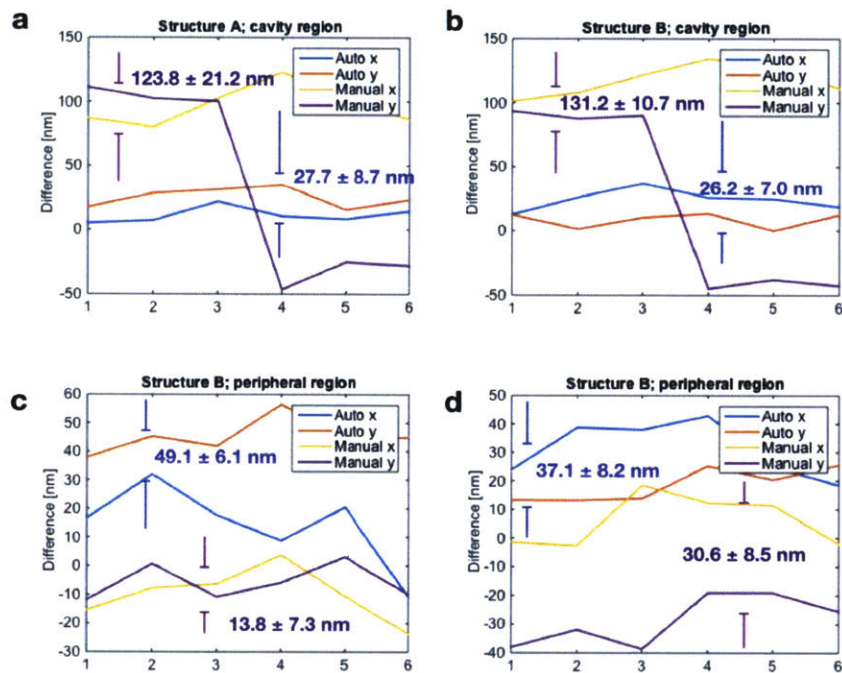 a
Structure A; cavity region
150
100
50
0
-50
Difference [nm]
1 2 3 4 5 6
Auto x
Auto y
Manual x
Manual y
123.8 ± 21.2 nm
27.7 ± 8.7 nm
b
Structure B; cavity region
150
100
50
0
-50
Difference [nm]
1 2 3 4 5 6
Auto x
Auto y
Manual x
Manual y
131.2 ± 10.7 nm
26.2 ± 7.0 nm
c
Structure B; peripheral region
60
50
40
30
20
10
0
-10
-20
-30
Difference [nm]
1 2 3 4 5 6
Auto x
Auto y
Manual x
Manual y
49.1 ± 6.1 nm
13.8 ± 7.3 nm
d
Structure B; peripheral region
50
40
30
20
10
0
-10
-20
-30
-40
Difference [nm]
1 2 3 4 5 6
Auto x
Auto y
Manual x
Manual y
37.1 ± 8.2 nm
30.6 ± 8.5 nm